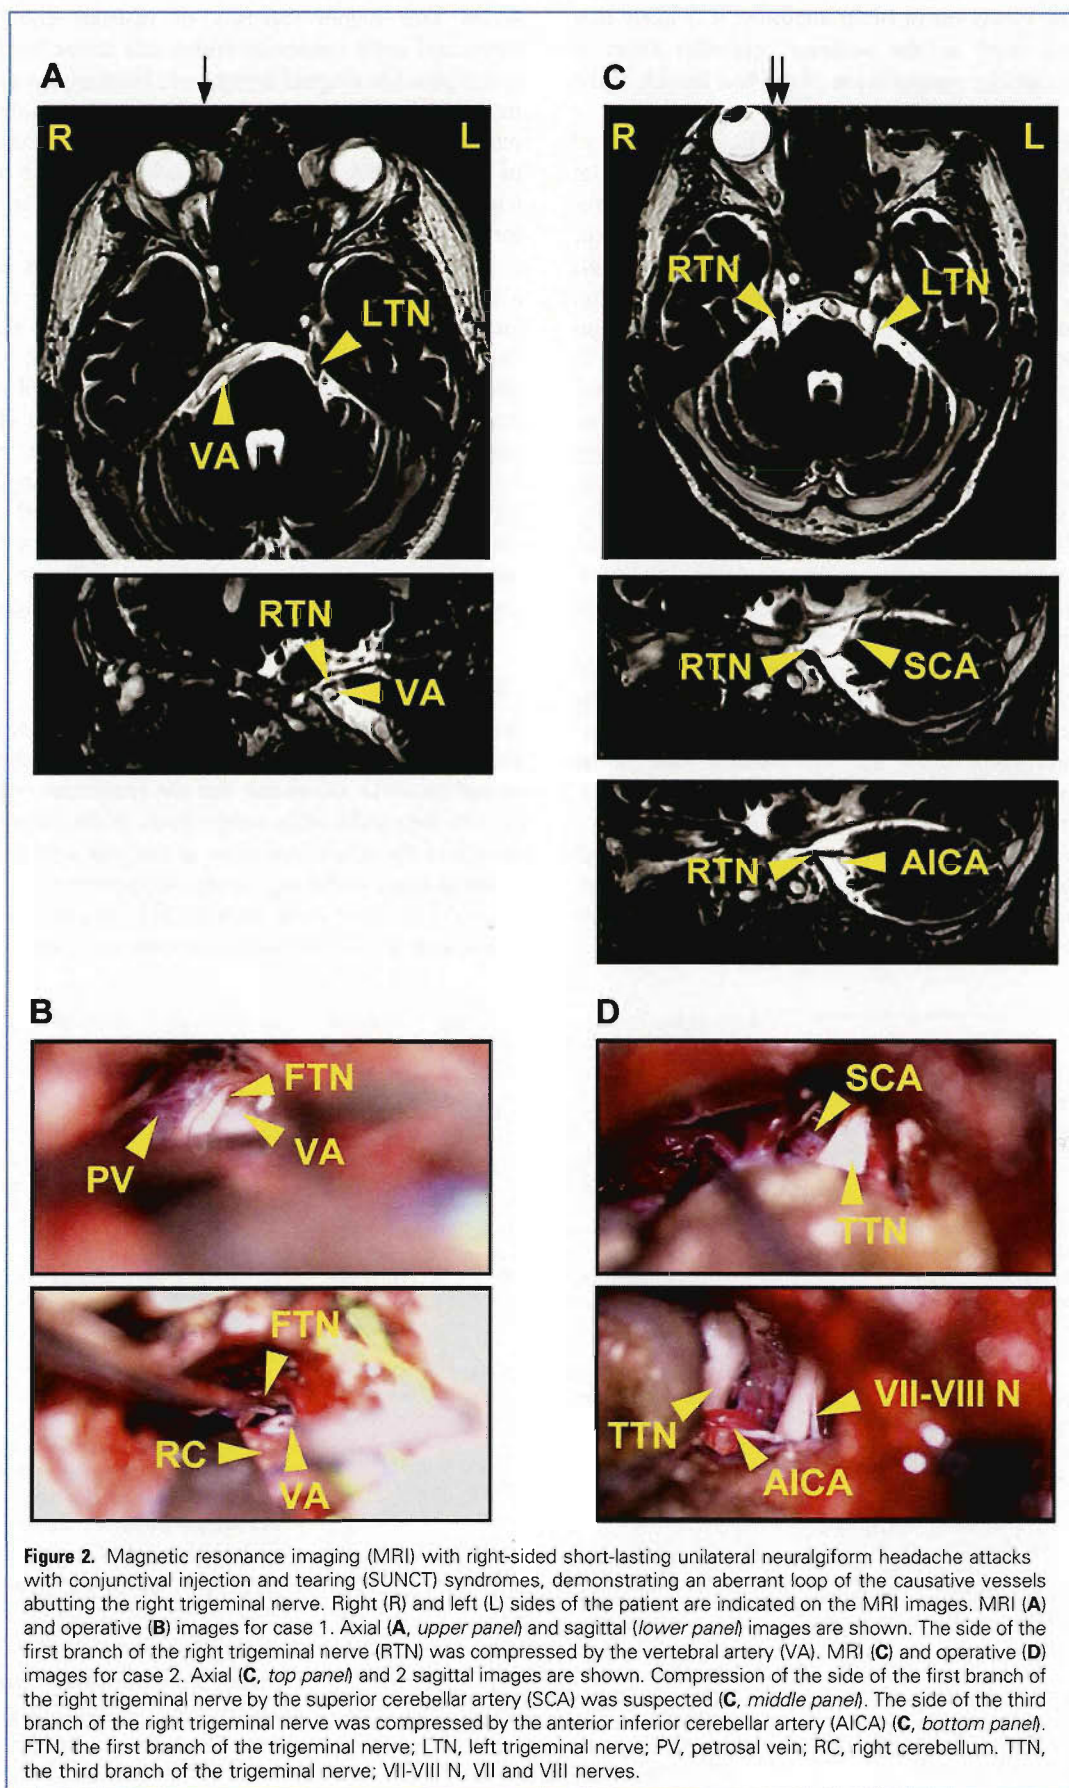 A
C
R
L
LTN
VA
R
L
RTN
LTN
RTN
VA
RTN
SCA
RTN
AICA
B
D
FTN
VA
PV
SCA
TTN
FTN
RC
VA
VII-VIII N
TTN
AICA
Figure 2. Magnetic resonance imaging (MRI) with right-sided short-lasting unilateral neuralgiform headache attacks
with conjunctival injection and tearing (SUNCT) syndromes, demonstrating an aberrant loop of the causative vessels
abutting the right trigeminal nerve. Right (R) and left (L) sides of the patient are indicated on the MRI images. MRI (A)
and operative (B) images for case 1. Axial (A, upper panel) and sagittal (lower panel) images are shown. The side of the
first branch of the right trigeminal nerve (RTN) was compressed by the vertebral artery (VA). MRI (C) and operative (D)
images for case 2. Axial (C, top panel) and 2 sagittal images are shown. Compression of the side of the first branch of
the right trigeminal nerve by the superior cerebellar artery (SCA) was suspected (C, middle panel). The side of the third
branch of the right trigeminal nerve was compressed by the anterior inferior cerebellar artery (AICA) (C, bottom panel).
FTN, the first branch of the trigeminal nerve; LTN, left trigeminal nerve; PV, petrosal vein; RC, right cerebellum. TTN,
the third branch of the trigeminal nerve; VII-VIII N, VII and VIII nerves.